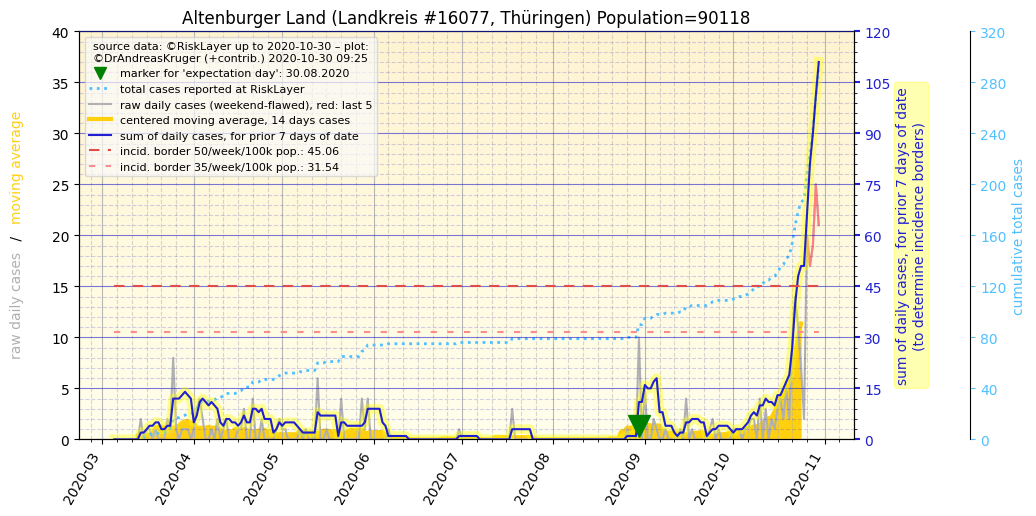 Altenburger Land (Landkreis #16077, Thüringen) Population=90118
source data: ©RiskLayer up to 2020-10-30 – plot:
©DrAndreasKruger (+contrib.) 2020-10-30 09:25
marker for 'expectation day': 30.08.2020
total cases reported at RiskLayer
raw daily cases (weekend-flawed), red: last 5
centered moving average, 14 days cases
sum of daily cases, for prior 7 days of date
incid. border 50/week/100k pop.: 45.06
incid. border 35/week/100k pop.: 31.54
raw daily cases / moving average
40
35
30
25
20
15
10
5
0
120
105
90
75
60
45
30
15
0
sum of daily cases, for prior 7 days of date
(to determine incidence borders)
320
280
240
200
160
120
80
40
0
cumulative total cases
2020-03
2020-04
2020-05
2020-06
2020-07
2020-08
2020-09
2020-10
2020-11